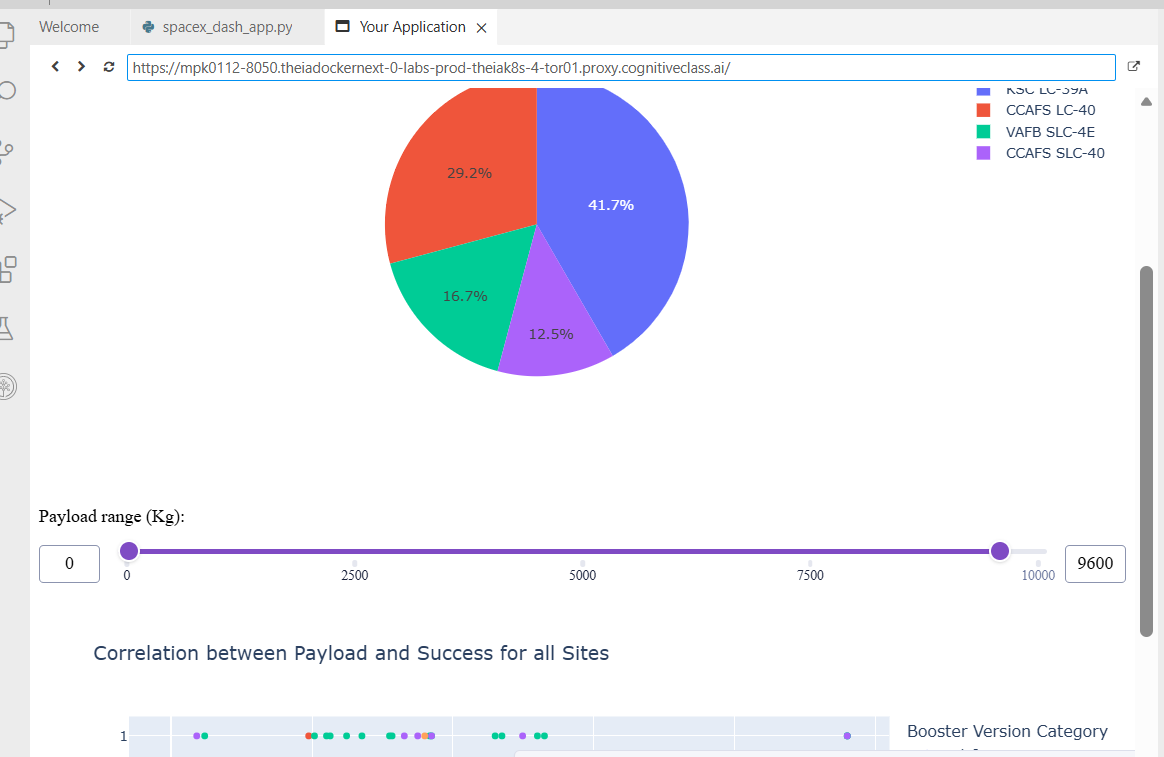 Welcome
spacex_dash_app.py
Your Application
https://mpk0112-8050.theiadockernext-0-labs-prod-theiak8s-4-tor01.proxy.cognitiveclass.ai/
KSC LC-39A
CCAFS LC-40
VAFB SLC-4E
CCAFS SLC-40
29.2%
41.7%
16.7%
12.5%
Payload range (Kg):
0
9600
0
2500
5000
7500
10000
Correlation between Payload and Success for all Sites
1
Booster Version Category